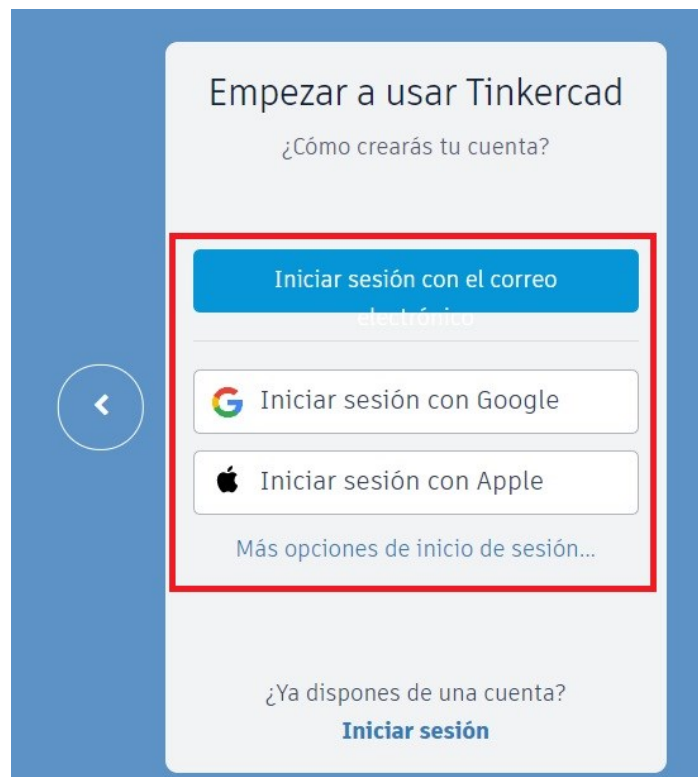 Empezar a usar Tinkercad
¿Cómo crearás tu cuenta?
Iniciar sesión con el correo
electrónico
Iniciar sesión con Google
Iniciar sesión con Apple
Más opciones de inicio de sesión...
¿Ya dispones de una cuenta?
Iniciar sesión